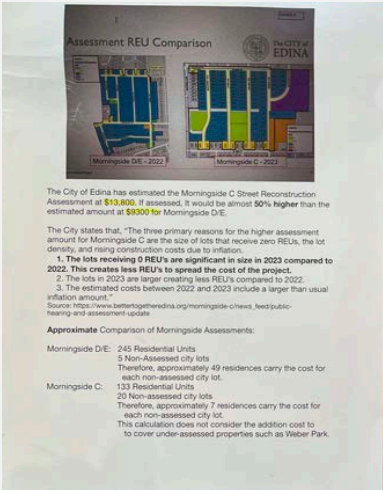 Assessment REU Comparison
The CITY of
EDINA
Morningside D/E - 2022
Morningside C - 2023
The City of Edina has estimated the Morningside C Street Reconstruction
Assessment at $13,800. If assessed, it would be almost 50% higher than the
estimated amount at $9300 for Morningside D/E.
The City states that, "The three primary reasons for the higher assessment
amount for Morningside C are the size of lots that receive zero REUs, the lot
density, and rising construction costs due to inflation.
1. The lots receiving 0 REU's are significant in size in 2023 compared to
2022. This creates less REU's to spread the cost of the project.
2. The lots in 2023 are larger creating less REU's compared to 2022.
3. The estimated costs between 2022 and 2023 include a larger than usual
inflation amount."
Source: https://www.bettertogetheredina.org/morningside-c/news_feed/public-
hearing-and-assessment-update
Approximate Comparison of Morningside Assessments:
Morningside D/E: 245 Residential Units
5 Non-Assessed city lots
Therefore, approximately 49 residences carry the cost for
each non-assessed city lot.
Morningside C: 133 Residential Units
20 Non-assessed city lots
Therefore, approximately 7 residences carry the cost for
each non-assessed city lot.
This calculation does not consider the addition cost to
to cover under-assessed properties such as Weber Park.